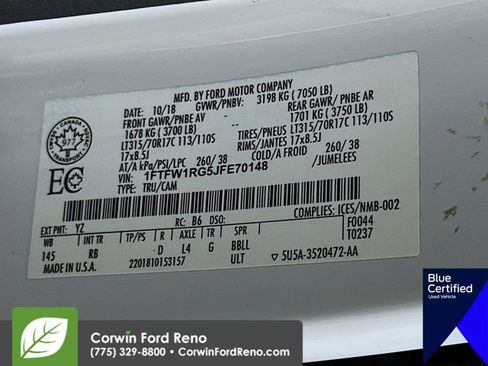 MFD. BY FORD MOTOR COMPANY
DATE: 10/18 GVWR/PNBV: 3198 KG ( 7050 LB)
FRONT GAWR/ PNBE AV REAR GAWR/ PNBE AR
1678 KG ( 3700 LB) 1701 KG ( 3750 LB)
LT315/70R17C 113/110S TIRES/PNEUS LT315/70R17C 113/110S
17x8.5J RIMS/JANTES 17x8.5J
AT/A kPa/PSI/LPC 260/ 38 COLD/A FROID 260/ 38
VIN: 1FTFW1RG5JFE70148 /JUMELEES
TYPE: TRU/CAM
CANADA
TRANSPORT
977
EC
EXT PNT: YZ RC: B6 DSO: COMPLIES: ICES/NMB-002
WB INT TR TP/PS R AXLE TR SPR F0044
145 RB D L4 G BBLL T0237
MADE IN U.S.A. 2201810153157 ULT ▽ 5U5A-3520472-AA
Blue
Certified
Used Vehicle
Corwin Ford Reno
(775) 329-8800 • CorwinFordReno.com